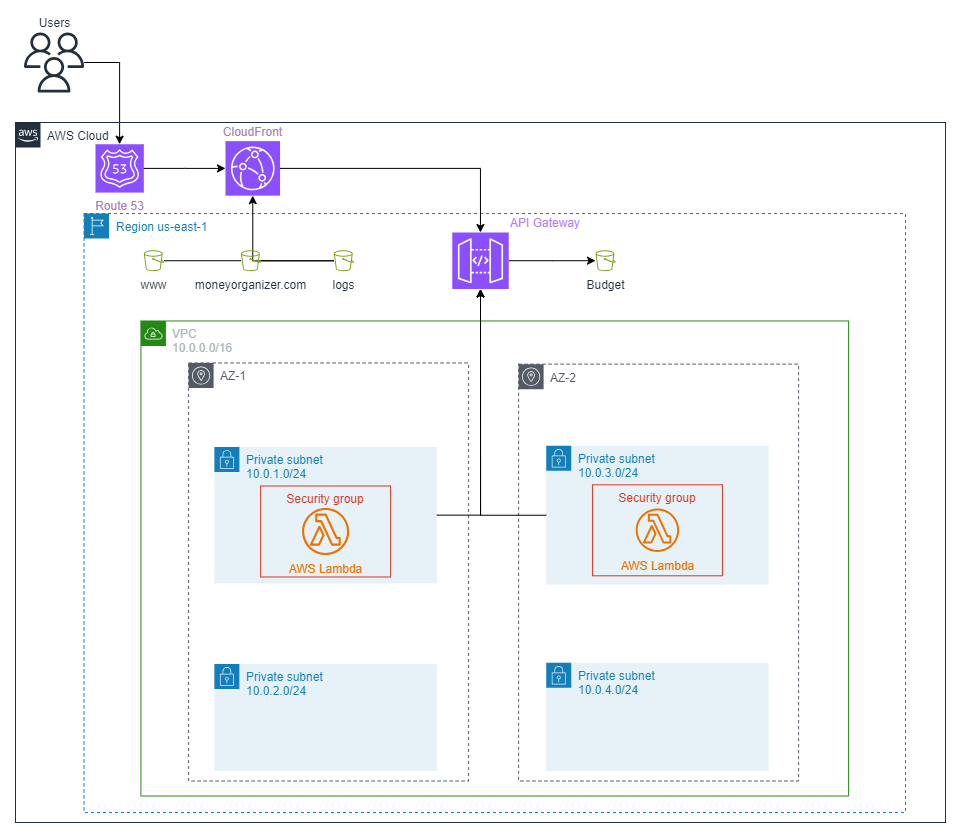 Users
aws
AWS Cloud
CloudFront
53
Route 53
Region us-east-1
API Gateway
</>
www
moneyorganizer.com
logs
Budget
VPC
10.0.0.0/16
AZ-1
AZ-2
Private subnet
10.0.1.0/24
Security group
AWS Lambda
Private subnet
10.0.3.0/24
Security group
AWS Lambda
Private subnet
10.0.2.0/24
Private subnet
10.0.4.0/24